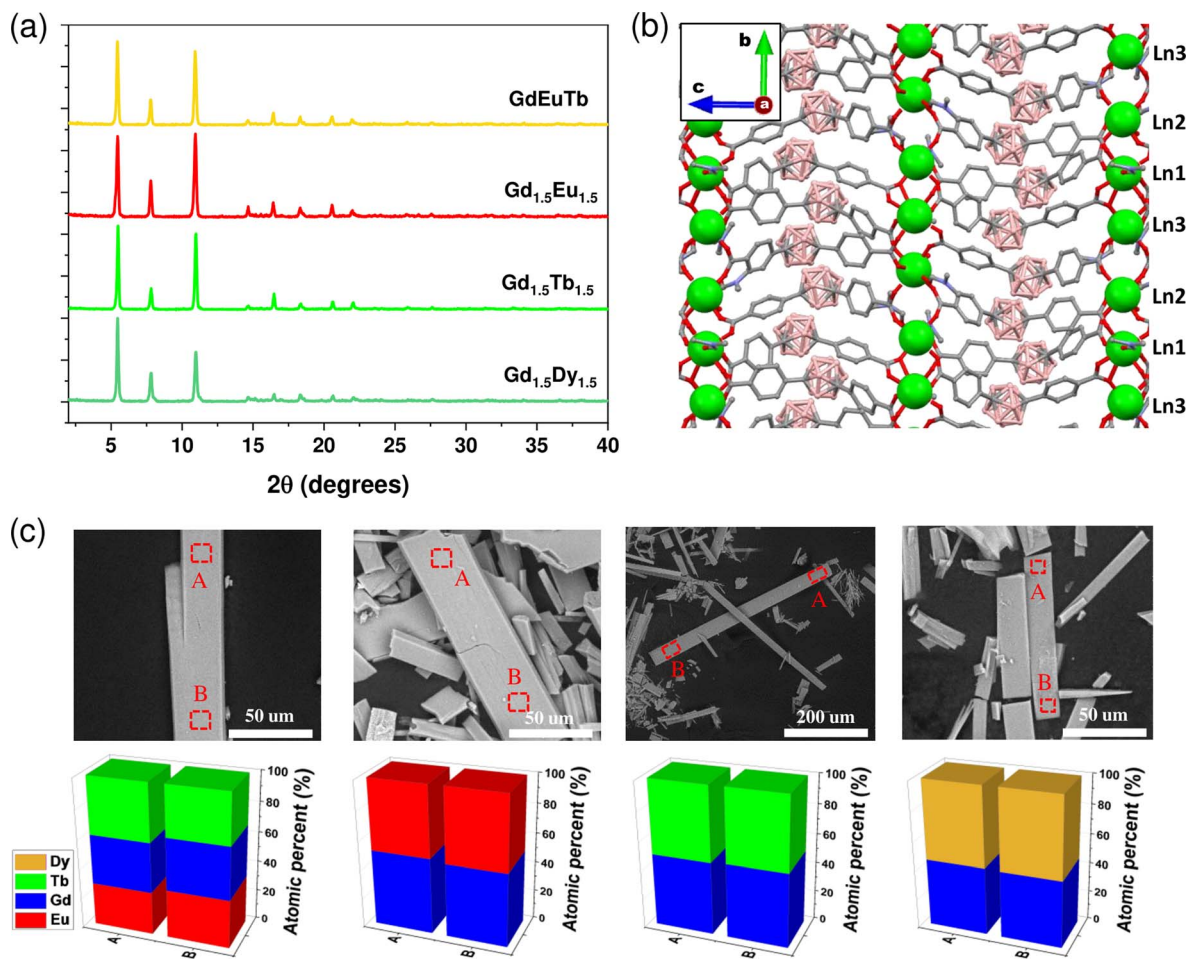 (a)
GdEuTb
Gd1.5Eu1.5
Gd1.5Tb1.5
Gd1.5Dy1.5
5 10 15 20 25 30 35 40
2θ (degrees)
(b)
b
c
a
Ln3
Ln2
Ln1
Ln3
Ln2
Ln1
Ln3
(c)
A
B
50 um
A
B
50 um
A
B
200 um
A
B
50 um
Dy
Tb
Gd
Eu
A
B
0
20
40
60
80
100
Atomic percent (%)
A
B
0
20
40
60
80
100
Atomic percent (%)
A
B
0
20
40
60
80
100
Atomic percent (%)
A
B
0
20
40
60
80
100
Atomic percent (%)